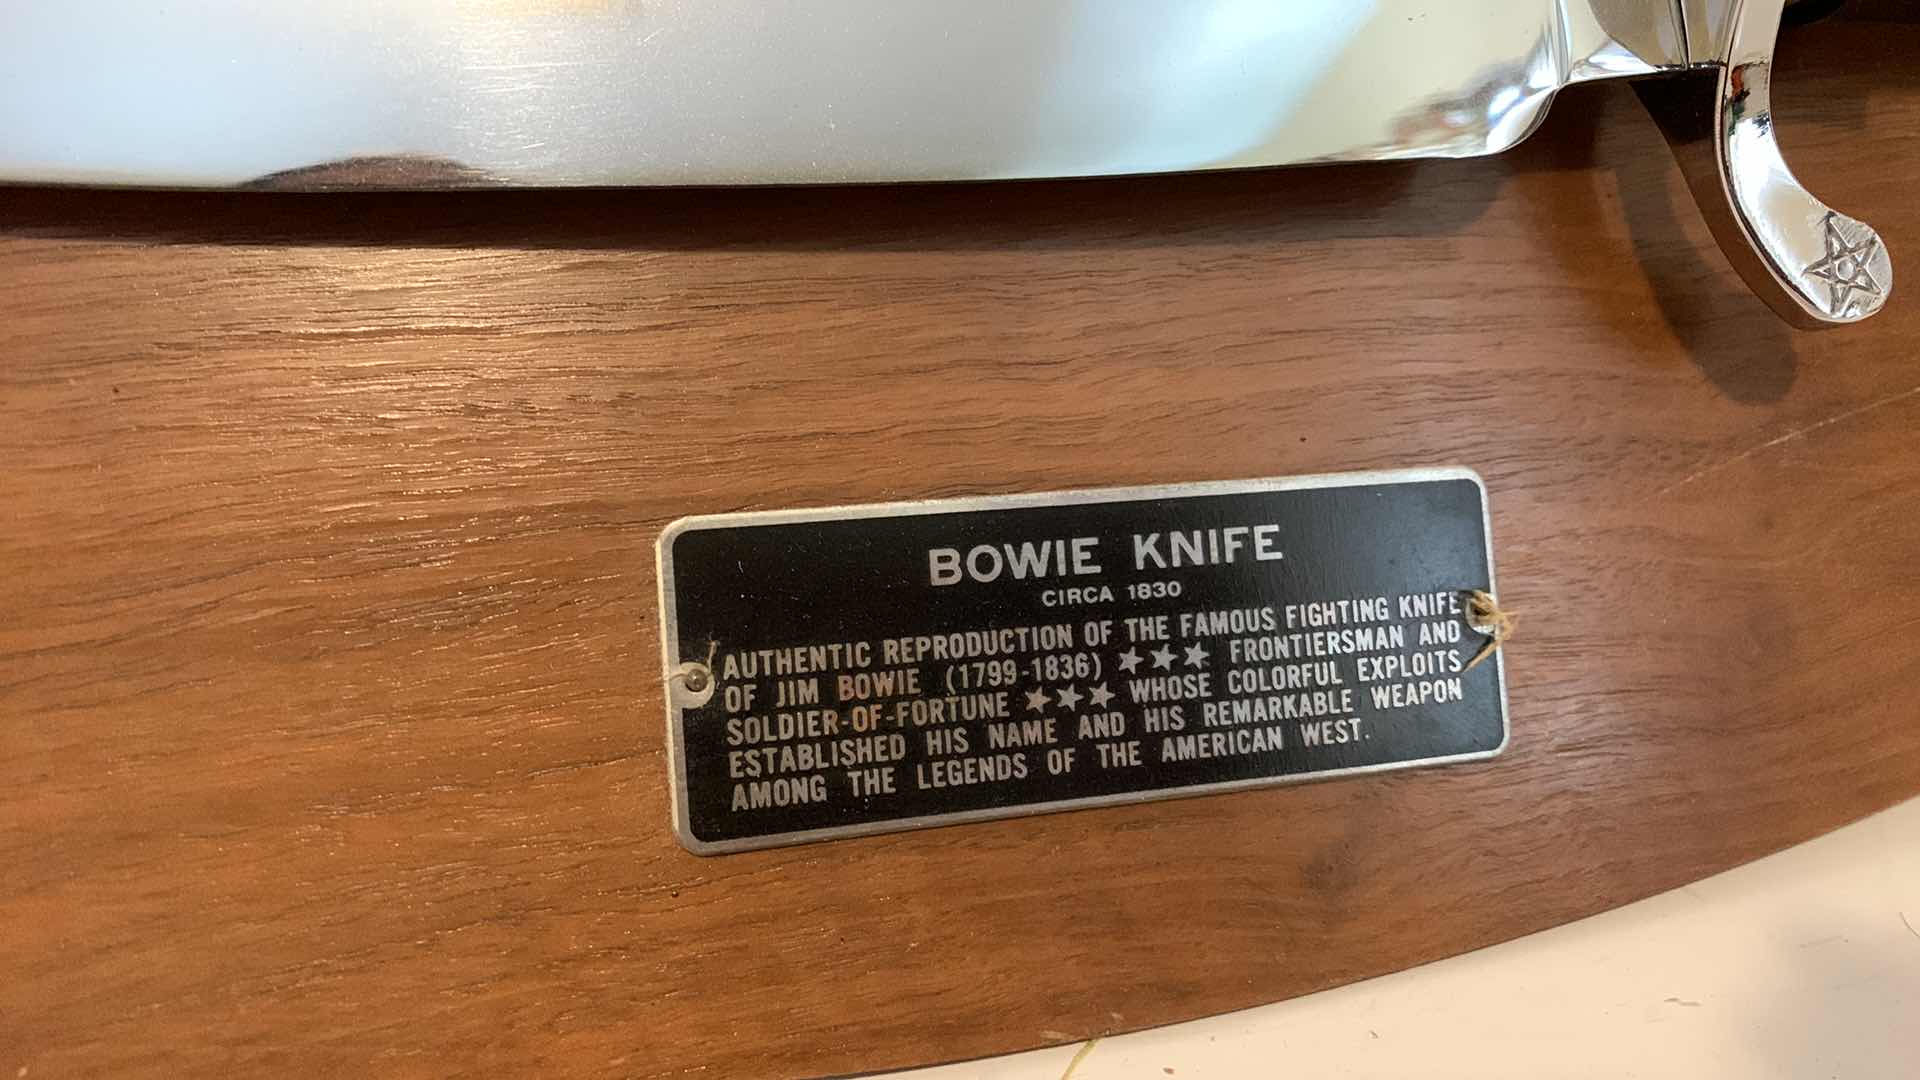 BOWIE KNIFE
CIRCA 1830
AUTHENTIC REPRODUCTION OF THE FAMOUS FIGHTING KNIFE
OF JIM BOWIE (1799-1836) ★★★ FRONTIERSMAN AND
SOLDIER-OF-FORTUNE ★★★ WHOSE COLORFUL EXPLOITS
ESTABLISHED HIS NAME AND HIS REMARKABLE WEAPON
AMONG THE LEGENDS OF THE AMERICAN WEST.